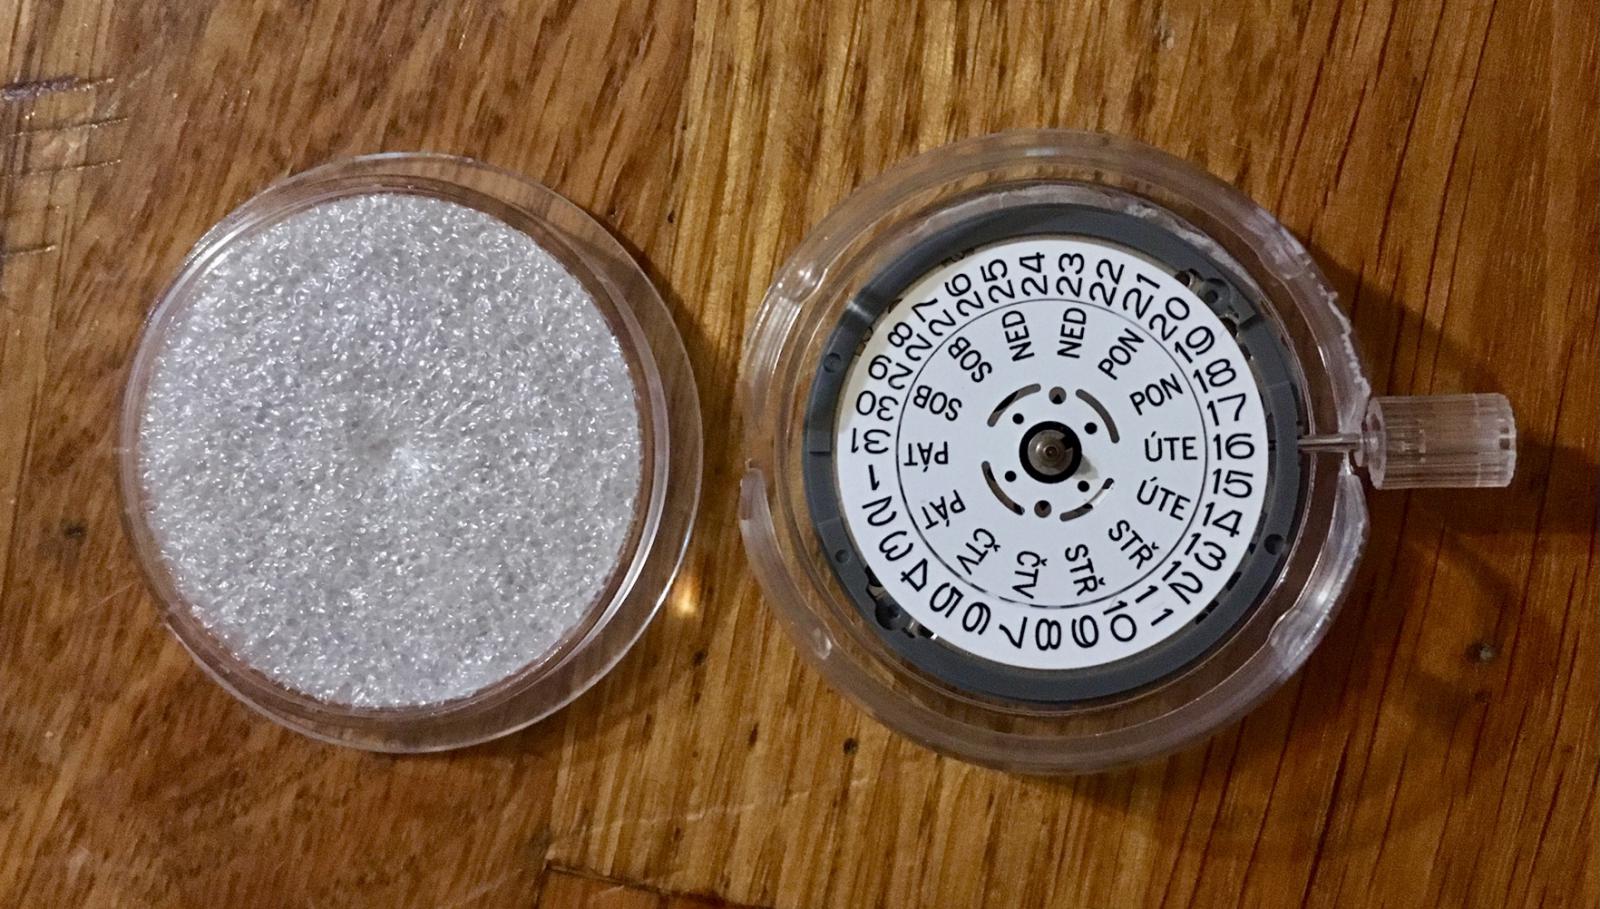 1 2 3 4 5 6 7 8 9 10 11 12 13 14 15 16 17 18 19 20 21 22 23 24 25 26 27 28 29 30 31
NED NED PON PON ÚTE ÚTE STŘ STŘ ČTV ČTV PÁT PÁT SOB SOB